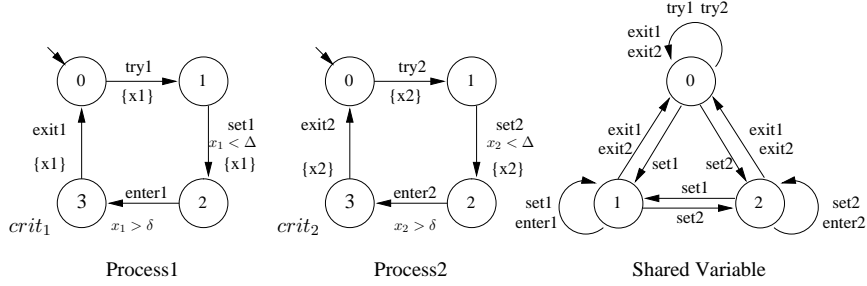 try1 try2
exit1
exit2
0
try1
{x1}
1
0
try2
{x2}
1
0
exit1
{x1}
set1
x₁ < Δ
{x1}
exit2
{x2}
set2
x₂ < Δ
{x2}
exit1
exit2
set1
set2
exit1
exit2
3
enter1
2
3
enter2
2
set1
enter1
1
set1
set2
2
set2
enter2
crit₁
x₁ > δ
crit₂
x₂ > δ
Process1
Process2
Shared Variable